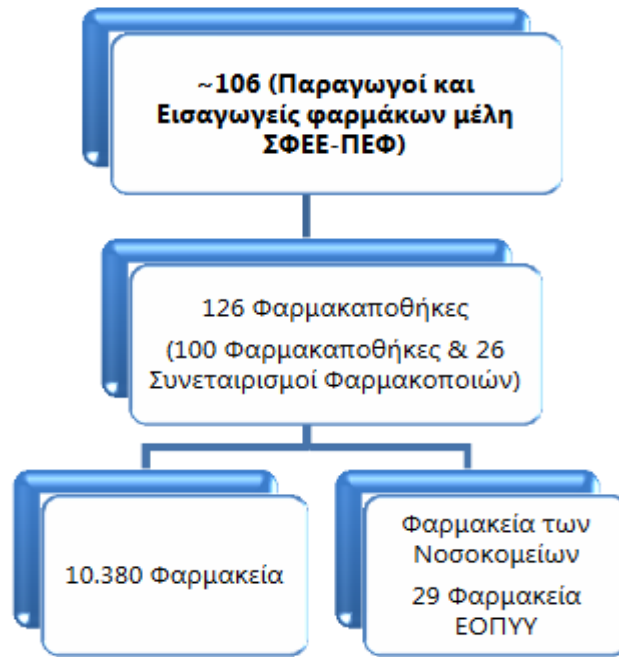 ~106 (Παραγωγοί και
Εισαγωγείς φαρμάκων μέλη
ΣΦΕΕ-ΠΕΦ)
126 Φαρμακαποθήκες
(100 Φαρμακαποθήκες & 26
Συνεταιρισμοί Φαρμακοποιών)
10.380 Φαρμακεία
Φαρμακεία των
Νοσοκομείων
29 Φαρμακεία
ΕΟΠΥΥ